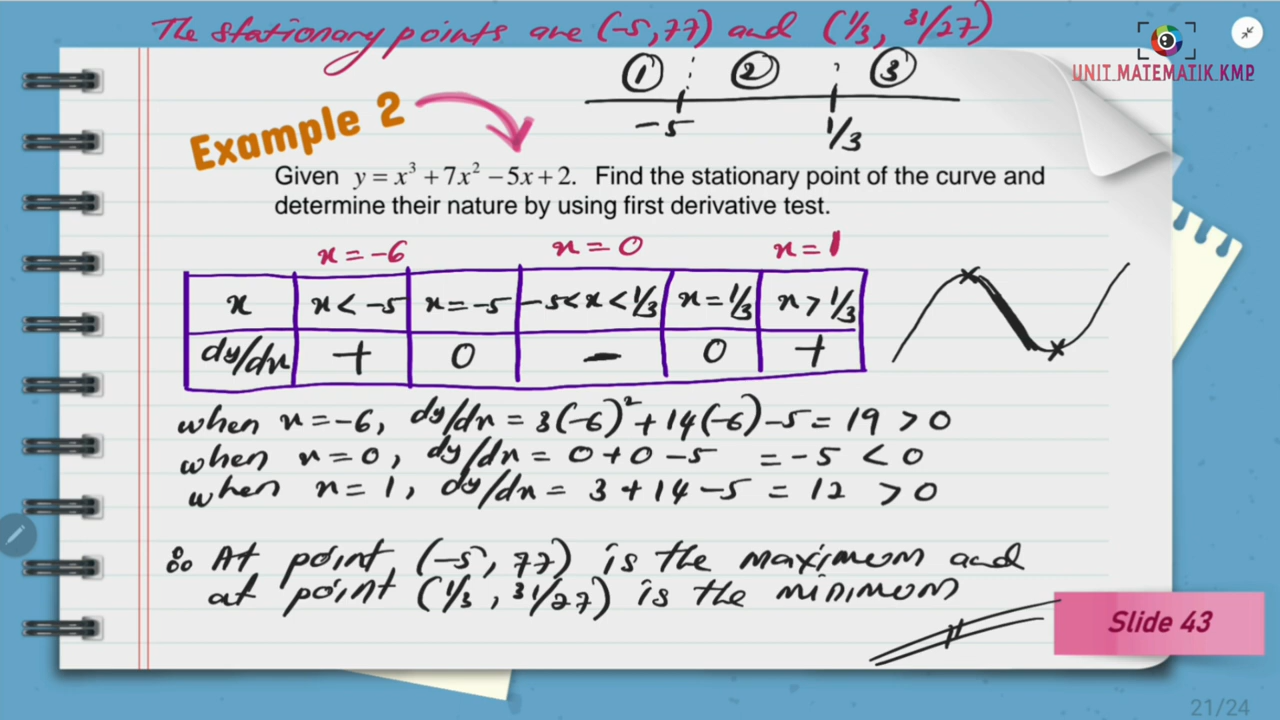 The stationary points are (-5, 77) and (1/3, 31/27)
① ② ③
-5 1/3
UNIT MATEMATIK.KMP
Example 2
Given y = x³ + 7x² − 5x + 2. Find the stationary point of the curve and
determine their nature by using first derivative test.
x = -6 x = 0 x = 1
x x < -5 x = -5 -5 < x < 1/3 x = 1/3 x > 1/3
dy/dx + 0 - 0 +
when x = -6, dy/dx = 3(-6)² + 14(-6) - 5 = 19 > 0
when x = 0, dy/dx = 0 + 0 - 5 = -5 < 0
when x = 1, dy/dx = 3 + 14 - 5 = 12 > 0
∴ At point, (-5, 77) is the maximum and
at point (1/3, 31/27) is the minimum
Slide 43
21/24